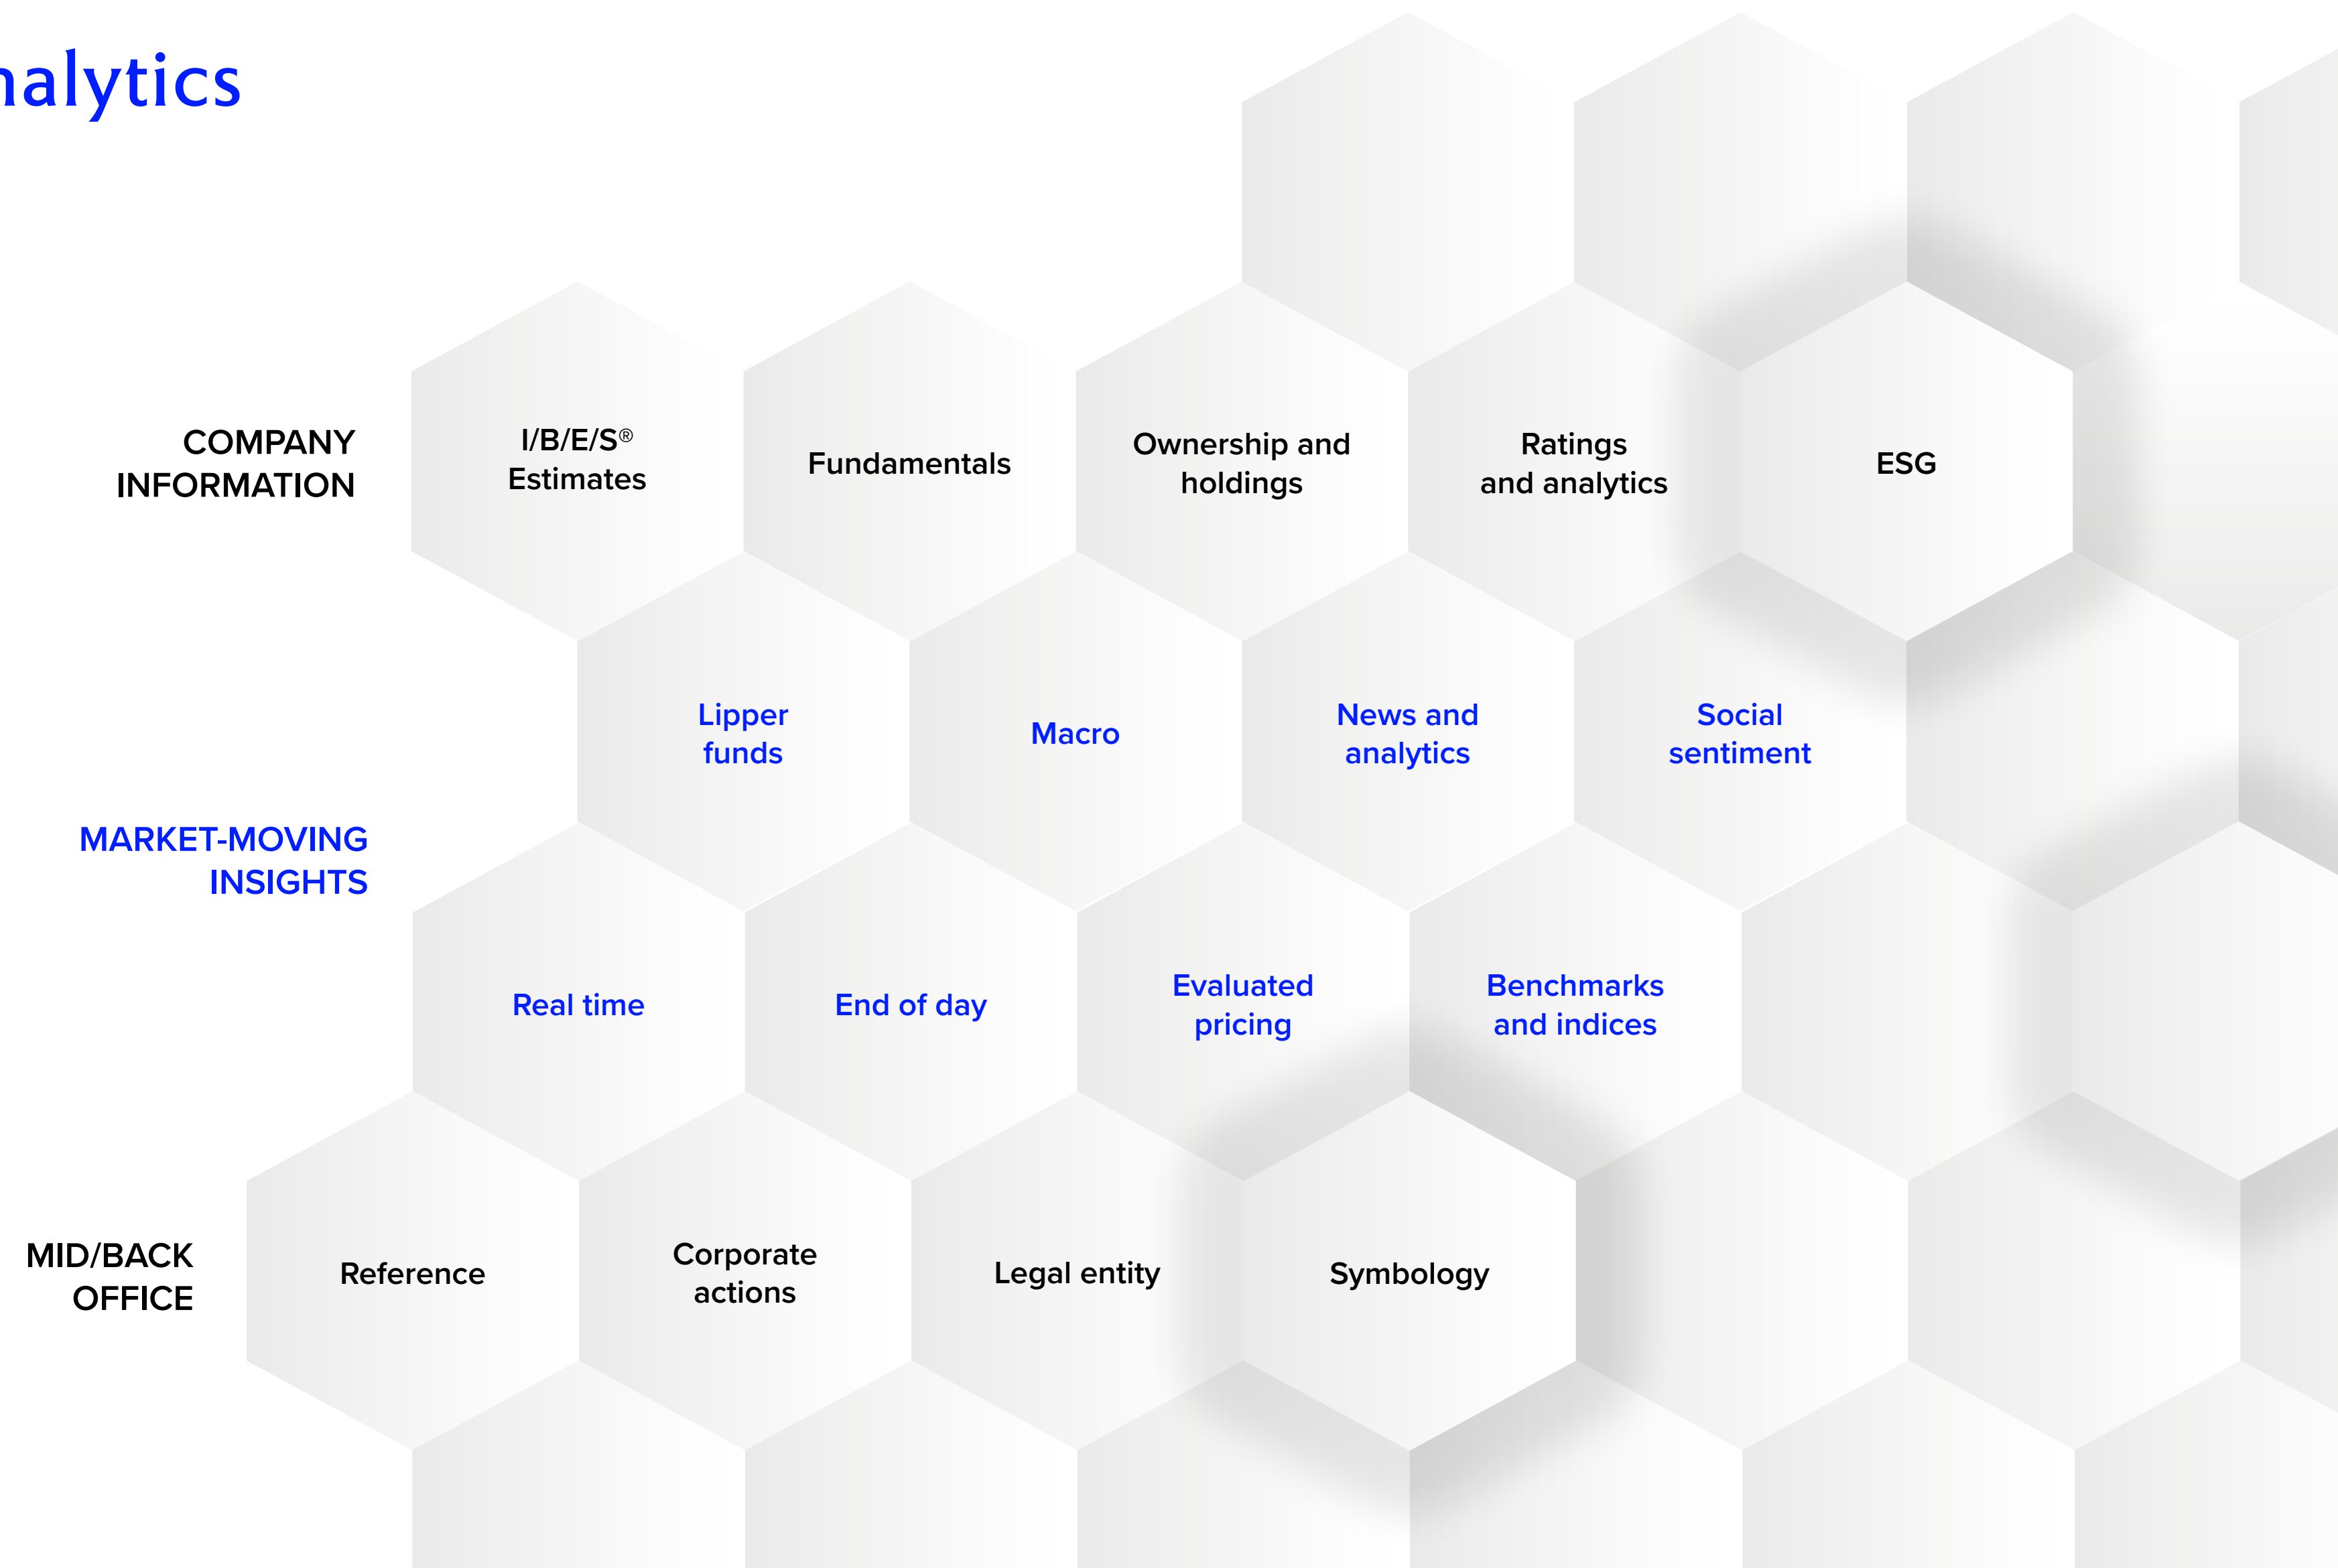 nalytics
COMPANY
INFORMATION
I/B/E/S®
Estimates
Fundamentals
Ownership and
holdings
Ratings
and analytics
ESG
MARKET-MOVING
INSIGHTS
Lipper
funds
Macro
News and
analytics
Social
sentiment
Real time
End of day
Evaluated
pricing
Benchmarks
and indices
MID/BACK
OFFICE
Reference
Corporate
actions
Legal entity
Symbology